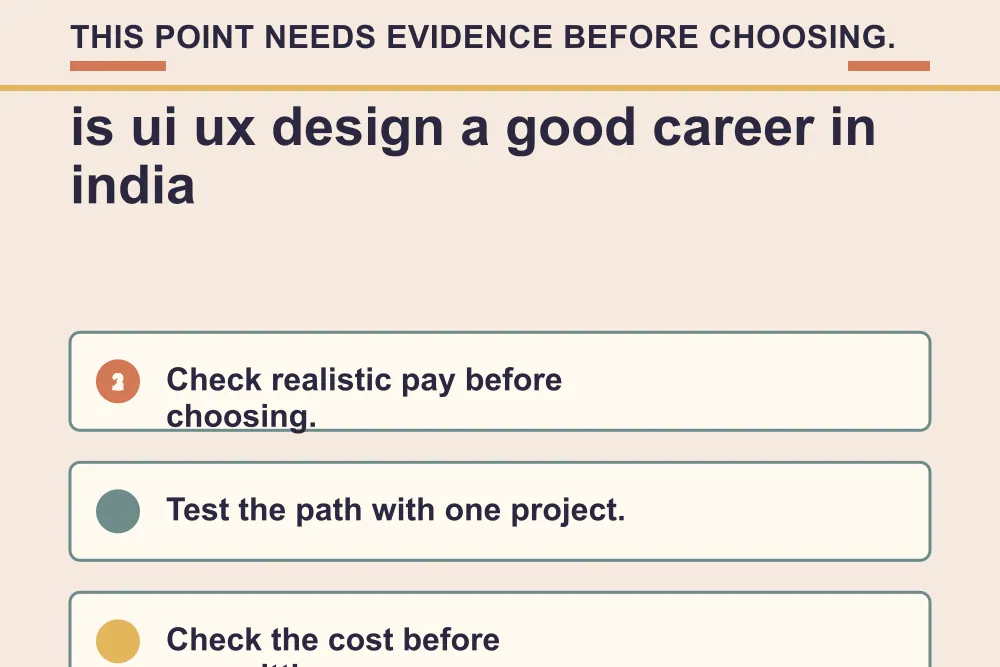 THIS POINT NEEDS EVIDENCE BEFORE CHOOSING.
is ui ux design a good career in
india
Check realistic pay before
choosing.
Test the path with one project.
Check the cost before